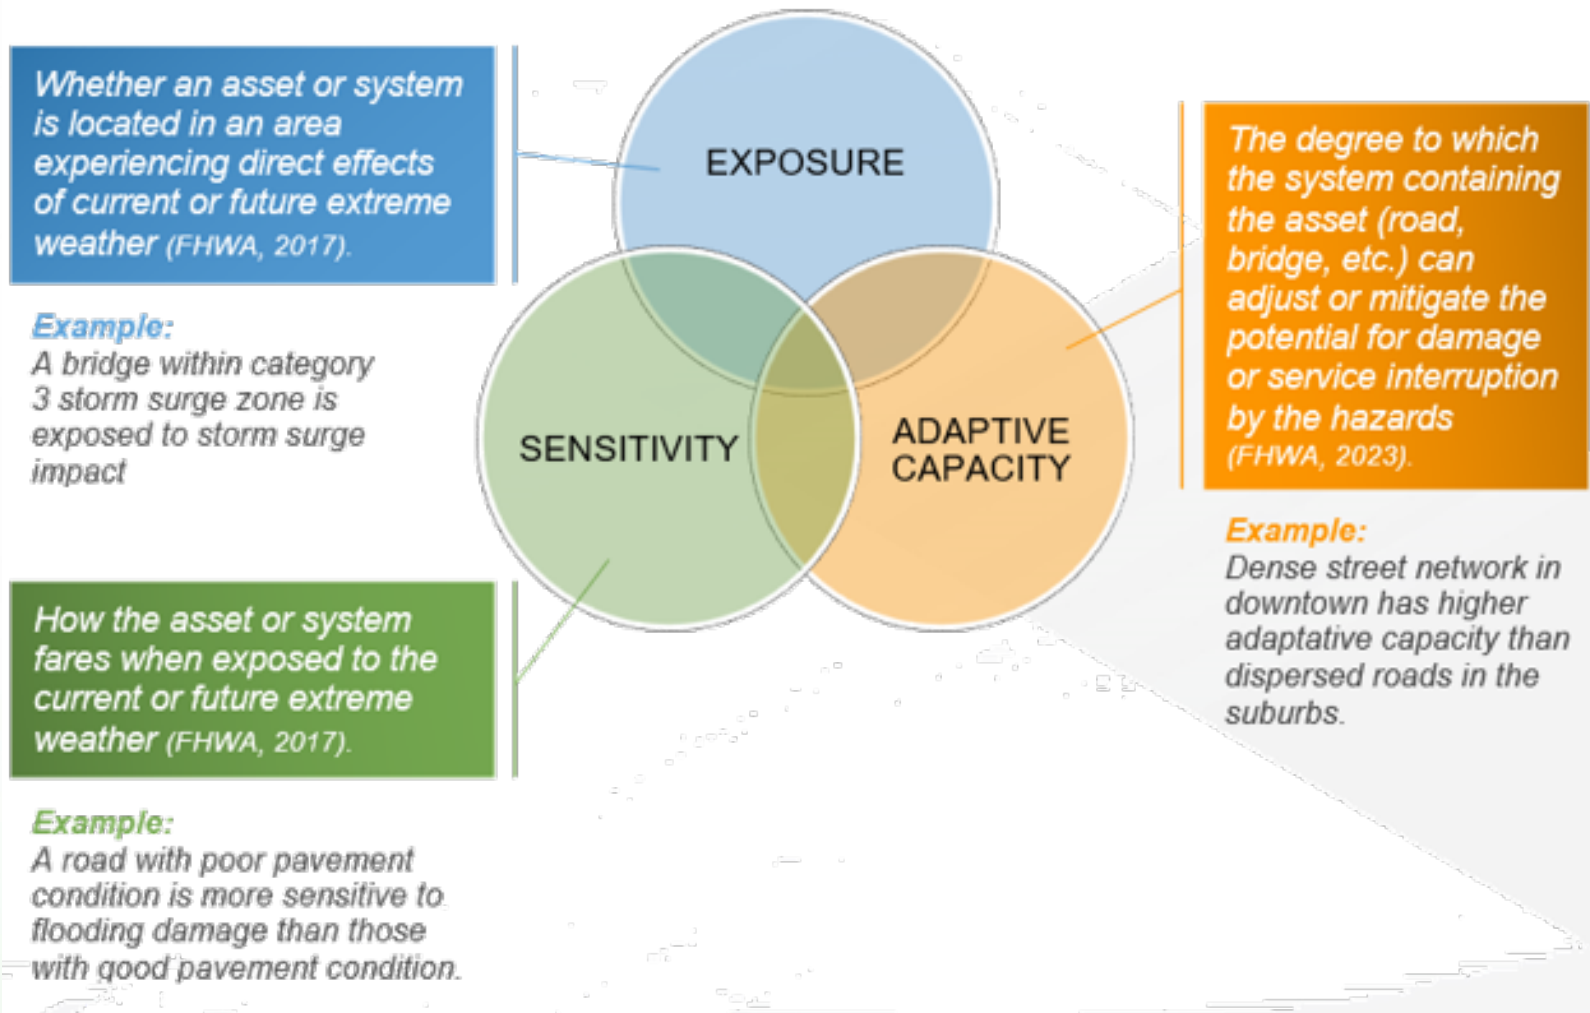 Whether an asset or system
is located in an area
experiencing direct effects
of current or future extreme
weather (FHWA, 2017).
Example:
A bridge within category
3 storm surge zone is
exposed to storm surge
impact
How the asset or system
fares when exposed to the
current or future extreme
weather (FHWA, 2017).
Example:
A road with poor pavement
condition is more sensitive to
flooding damage than those
with good pavement condition.
EXPOSURE
SENSITIVITY
ADAPTIVE
CAPACITY
The degree to which
the system containing
the asset (road,
bridge, etc.) can
adjust or mitigate the
potential for damage
or service interruption
by the hazards
(FHWA, 2023).
Example:
Dense street network in
downtown has higher
adaptative capacity than
dispersed roads in the
suburbs.